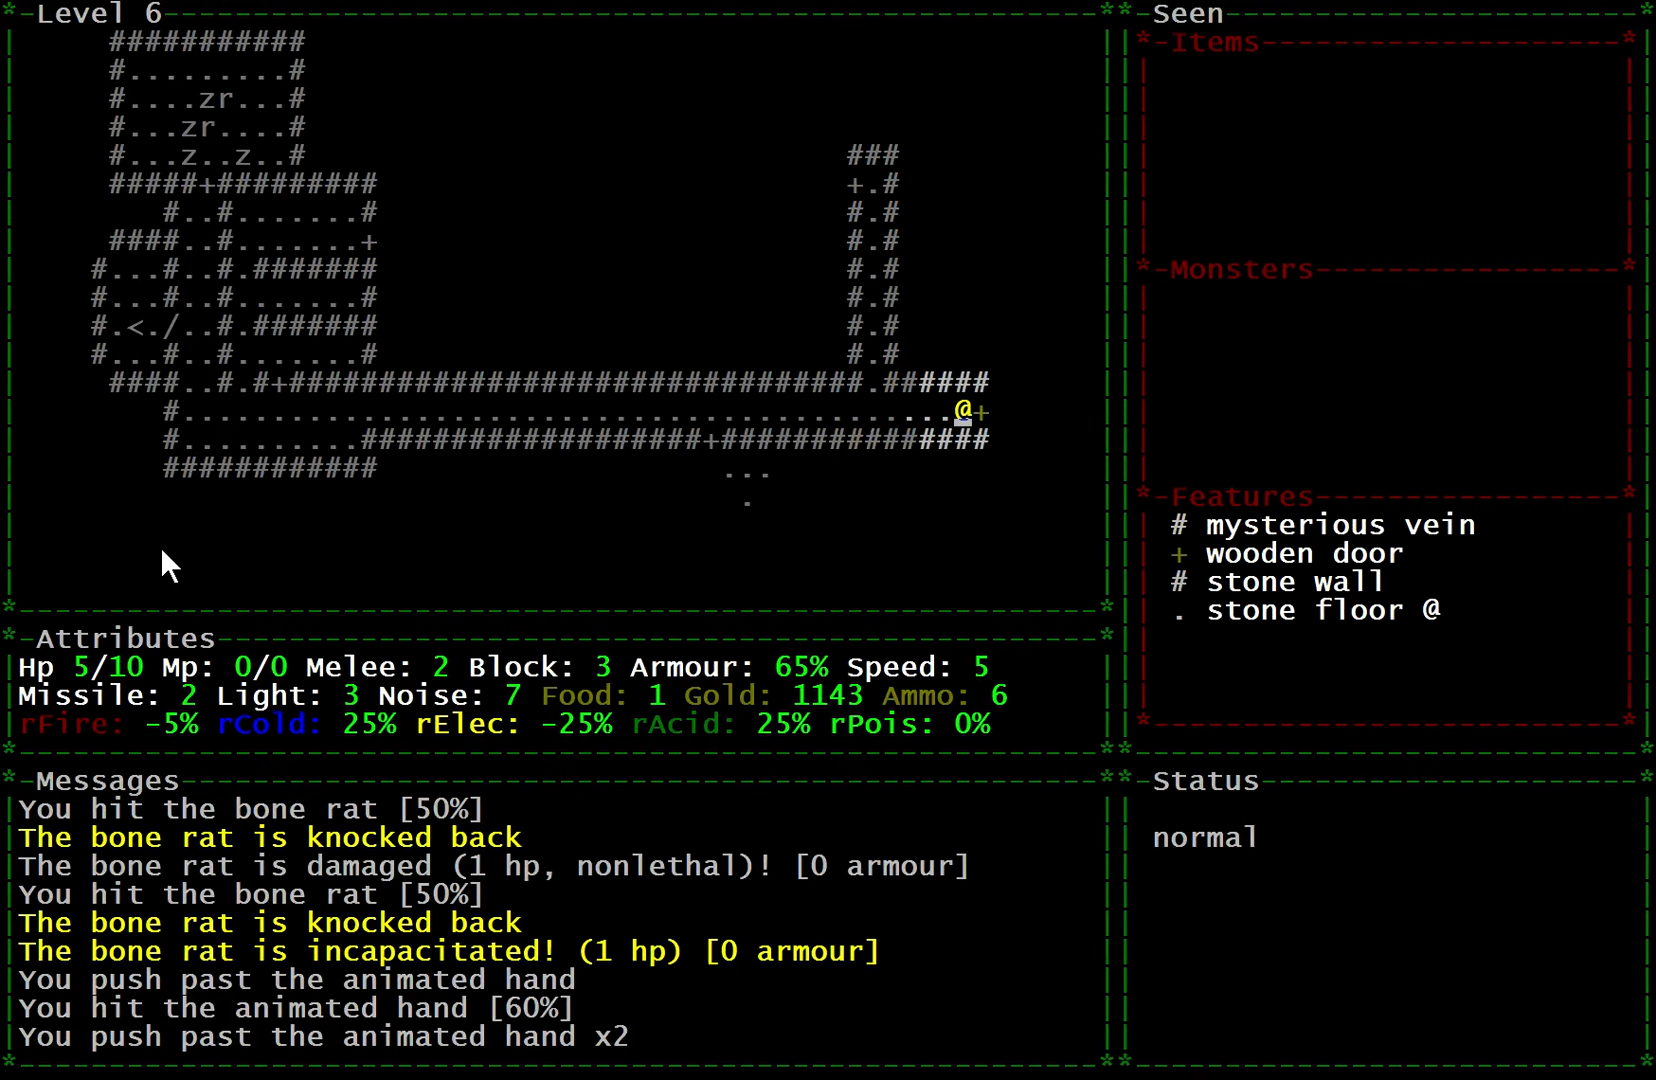 Level 6
###########
#.........#
#....zr...#
#...zr....#
#...z..z..#
#####+#########
#..#.......#
####..#.......+
#...#..#.#######
#...#..#.......#
#.<./..#.#######
#...#..#.......#
####..#.#+################################.######
#..........................................@+
#..........###################+##############
############
###
+.#
#.#
#.#
#.#
#.#
#.#
#.#
...
.
Attributes
Hp 5/10 Mp: 0/0 Melee: 2 Block: 3 Armour: 65% Speed: 5
Missile: 2 Light: 3 Noise: 7 Food: 1 Gold: 1143 Ammo: 6
rFire: -5% rCold: 25% rElec: -25% rAcid: 25% rPois: 0%
Messages
You hit the bone rat [50%]
The bone rat is knocked back
The bone rat is damaged (1 hp, nonlethal)! [0 armour]
You hit the bone rat [50%]
The bone rat is knocked back
The bone rat is incapacitated! (1 hp) [0 armour]
You push past the animated hand
You hit the animated hand [60%]
You push past the animated hand x2
Seen
Items
Monsters
Features
# mysterious vein
+ wooden door
# stone wall
. stone floor @
Status
normal